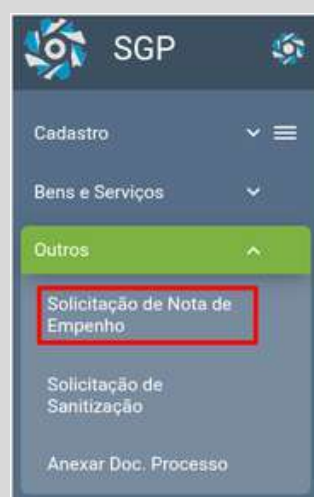 SGP
Cadastro
Bens e Serviços
Outros
Solicitação de Nota de
Empenho
Solicitação de
Sanitização
Anexar Doc. Processo